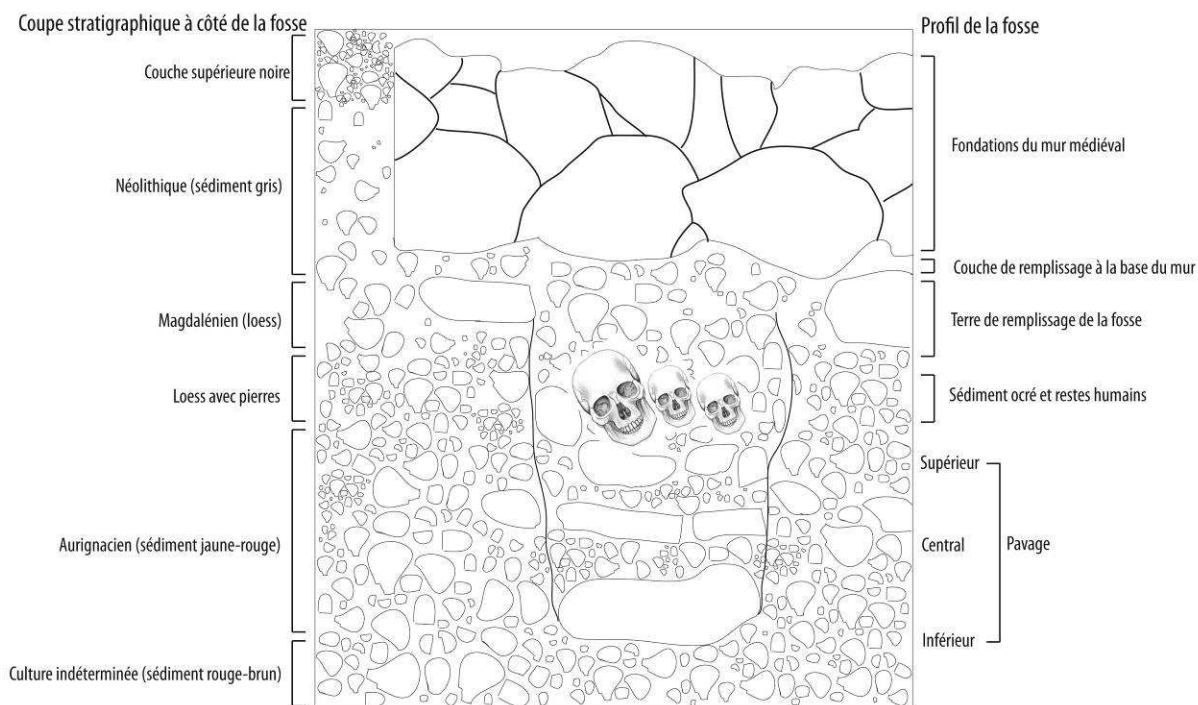 Coupe stratigraphique à côté de la fosse
Couche supérieure noire
Néolithique (sédiment gris)
Magdalénien (loess)
Loess avec pierres
Aurignacien (sédiment jaune-rouge)
Culture indéterminée (sédiment rouge-brun)
Profil de la fosse
Fondations du mur médiéval
Couche de remplissage à la base du mur
Terre de remplissage de la fosse
Sédiment ocré et restes humains
Supérieur
Central
Pavage
Inférieur